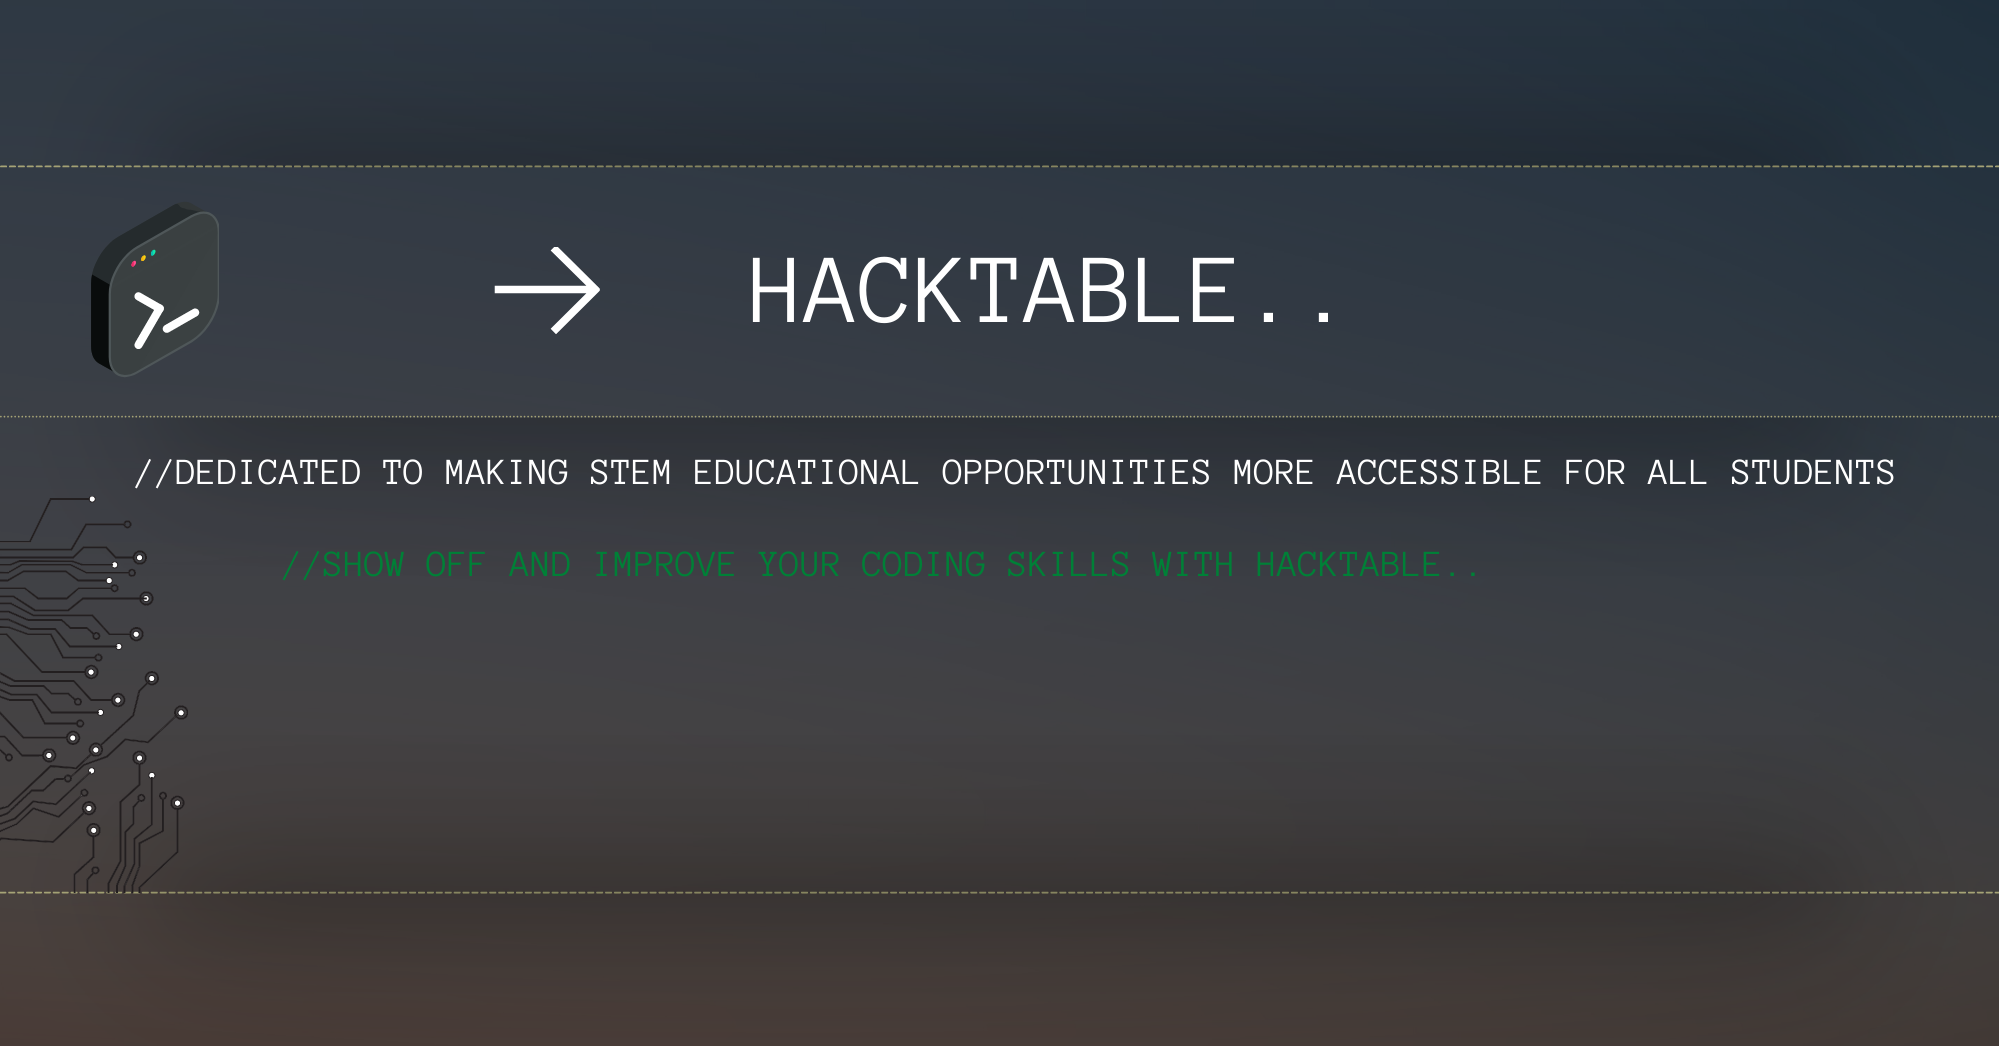 → HACKTABLE..
//DEDICATED TO MAKING STEM EDUCATIONAL OPPORTUNITIES MORE ACCESSIBLE FOR ALL STUDENTS
//SHOW OFF AND IMPROVE YOUR CODING SKILLS WITH HACKTABLE..